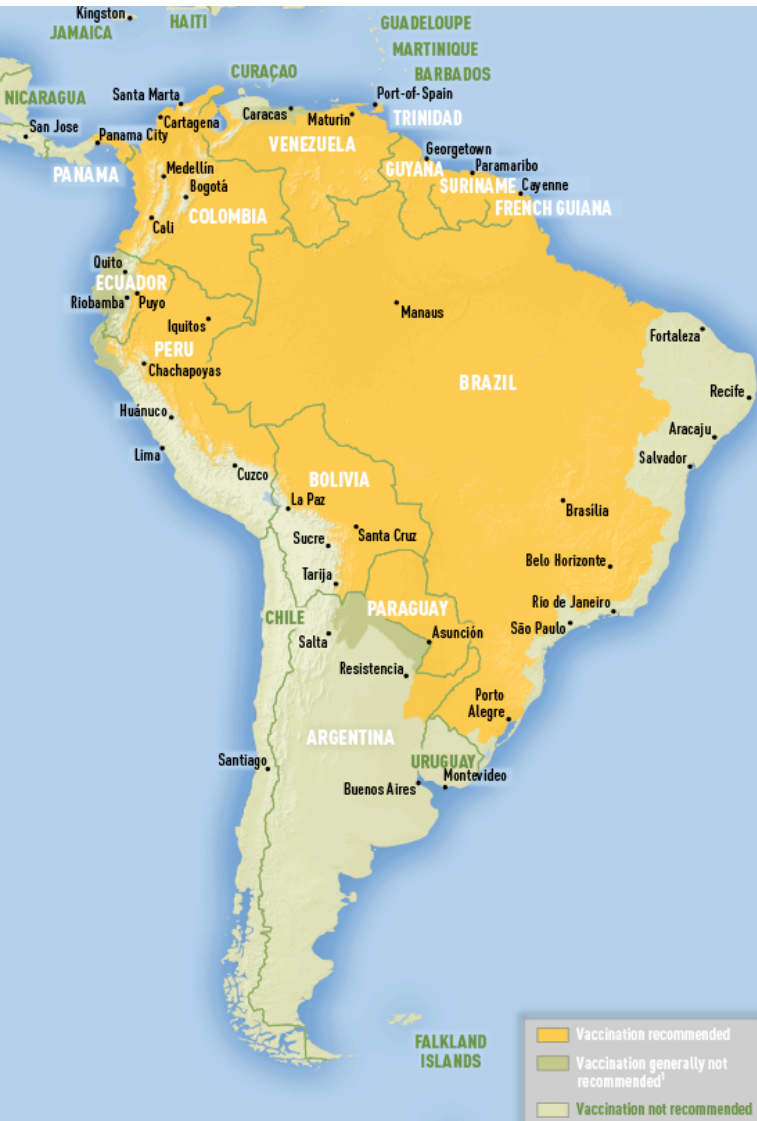 Kingston
JAMAICA
HAITI
GUADELOUPE
MARTINIQUE
BARBADOS
CURAÇAO
NICARAGUA
Santa Marta
Port-of-Spain
San Jose
Panama City
Cartagena
Caracas
Maturin
TRINIDAD
VENEZUELA
PANAMA
Medellín
Georgetown
GUYANA
Paramaribo
Bogotá
SURINAME
Cayenne
COLOMBIA
FRENCH GUIANA
Cali
Quito
ECUADOR
Riobamba
Puyo
Iquitos
Manaus
PERU
Fortaleza
Chachapoyas
BRAZIL
Recife
Huánuco
Aracaju
Lima
Salvador
Cuzco
BOLIVIA
La Paz
Brasília
Sucre
Santa Cruz
Belo Horizonte
Tarija
Rio de Janeiro
PARAGUAY
CHILE
São Paulo
Asunción
Salta
Resistencia
Porto
Alegre
ARGENTINA
Santiago
URUGUAY
Montevideo
Buenos Aires
FALKLAND
ISLANDS
Vaccination recommended
Vaccination generally not
recommended¹
Vaccination not recommended